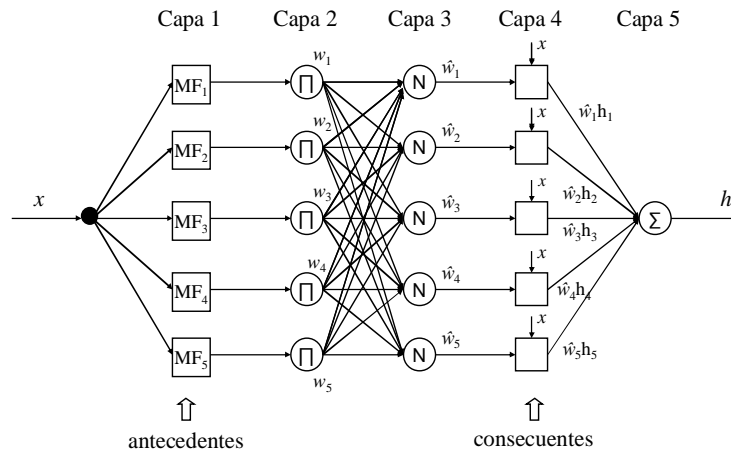 Capa 1 Capa 2 Capa 3 Capa 4 Capa 5
x
w1
ŵ1
MF1
∏
N
ŵ1h1
x
w2
ŵ2
MF2
∏
N
x
w3
ŵ3
ŵ2h2
x
MF3
∏
N
ŵ3h3
Σ
h
x
w4
ŵ4
MF4
∏
N
ŵ4h4
x
ŵ5
MF5
∏
N
ŵ5h5
w5
antecedentes
consecuentes